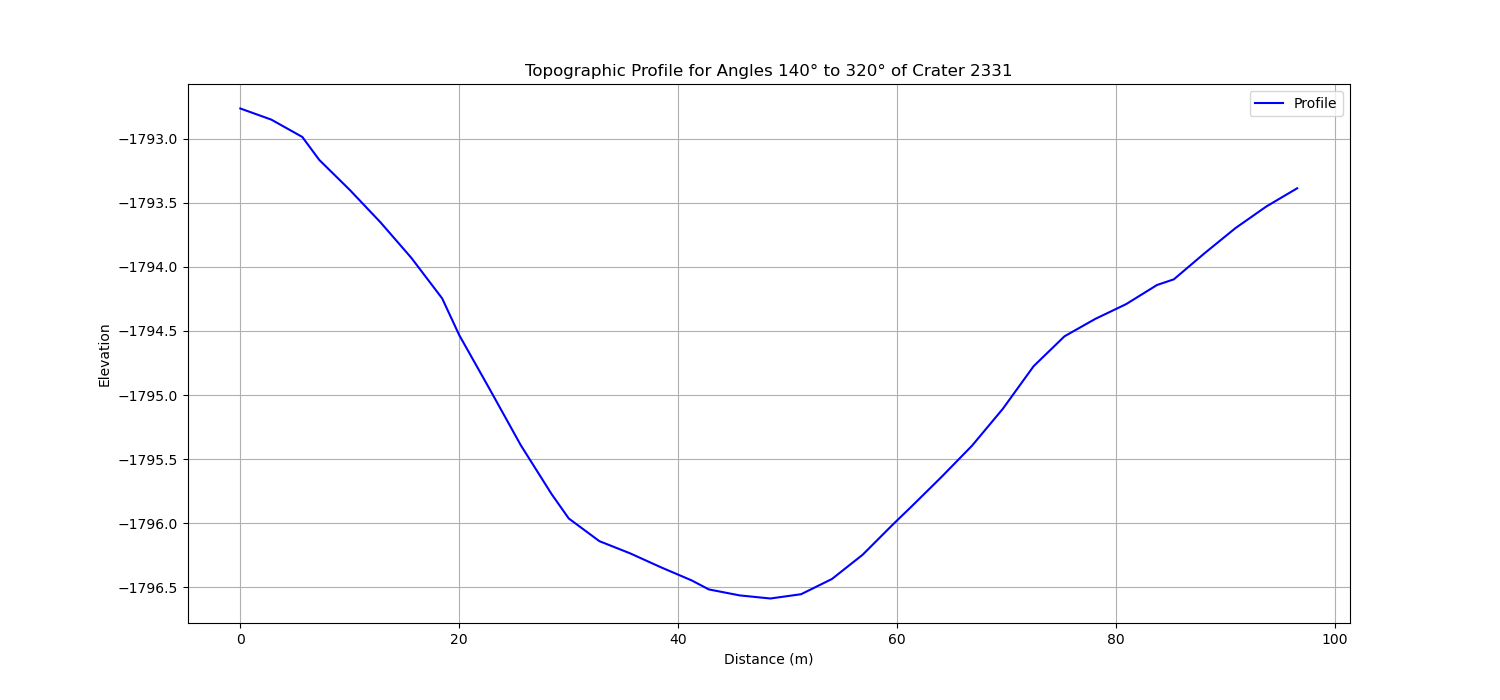 Topographic Profile for Angles 140° to 320° of Crater 2331
Profile
−1793.0
−1793.5
−1794.0
−1794.5
−1795.0
−1795.5
−1796.0
−1796.5
Elevation
0 20 40 60 80 100
Distance (m)